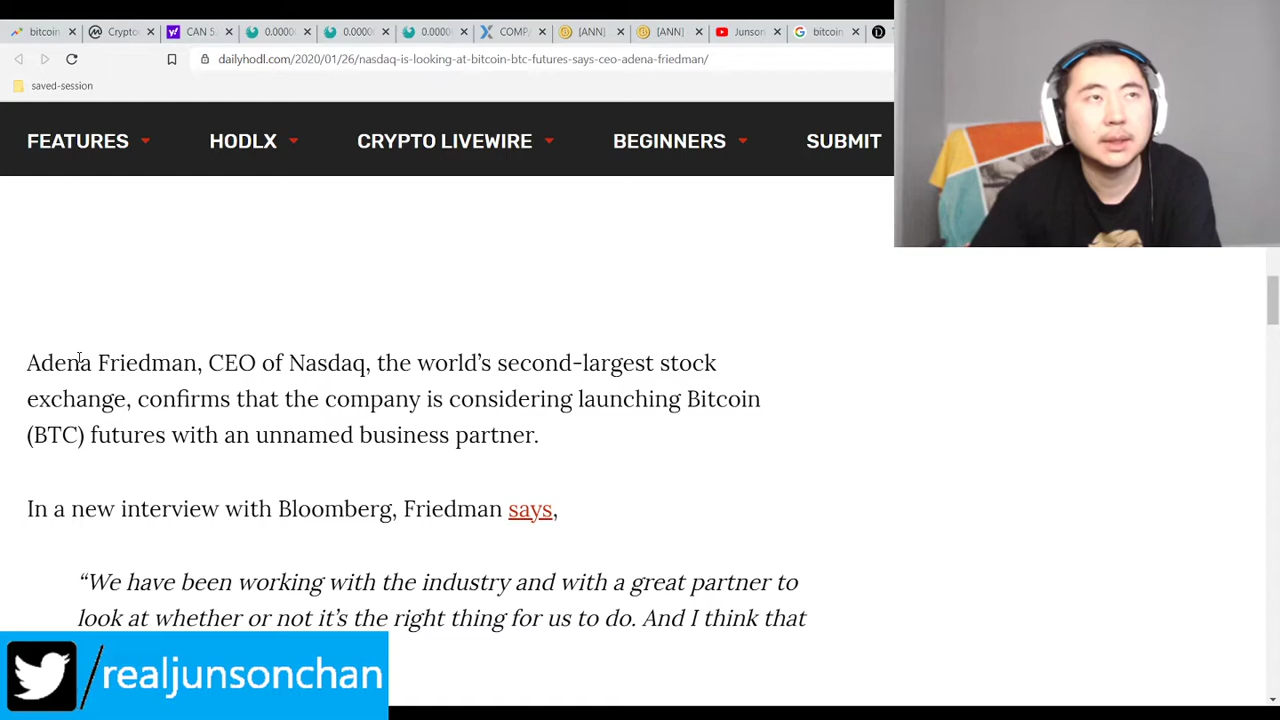 bitcoin
Crypto
CAN 5.
0.0000
0.0000
0.0000
COMP.
[ANN]
[ANN]
Junson
bitcoin
dailyhodl.com/2020/01/26/nasdaq-is-looking-at-bitcoin-btc-futures-says-ceo-adena-friedman/
saved-session
FEATURES HODLX CRYPTO LIVEWIRE BEGINNERS SUBMIT
Adena Friedman, CEO of Nasdaq, the world’s second-largest stock
exchange, confirms that the company is considering launching Bitcoin
(BTC) futures with an unnamed business partner.
In a new interview with Bloomberg, Friedman says,
“We have been working with the industry and with a great partner to
look at whether or not it’s the right thing for us to do. And I think that
/realjunsonchan